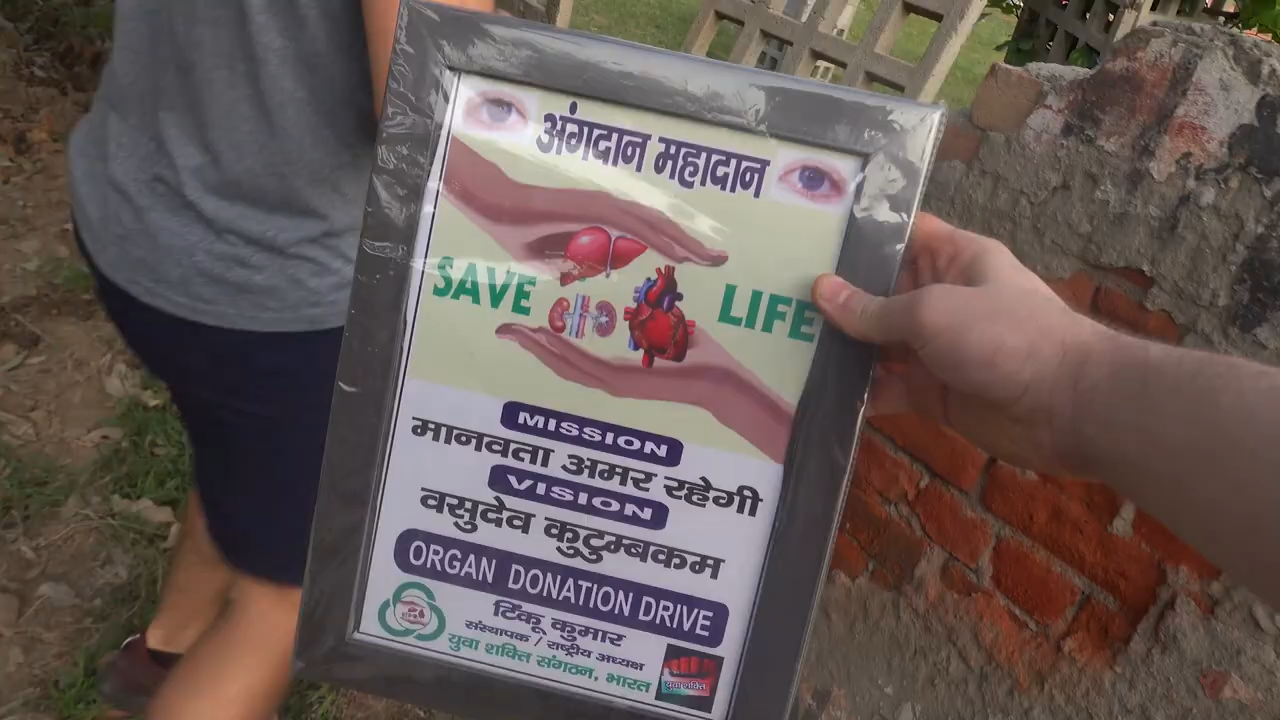 अंगदान महादान
SAVE LIFE
MISSION
मानवता अमर रहेगी
VISION
वसुदेव कुटुम्बकम
ORGAN DONATION DRIVE
टिंकू कुमार
संस्थापक / राष्ट्रीय अध्यक्ष
युवा शक्ति संगठन, भारत
युवा शक्ति